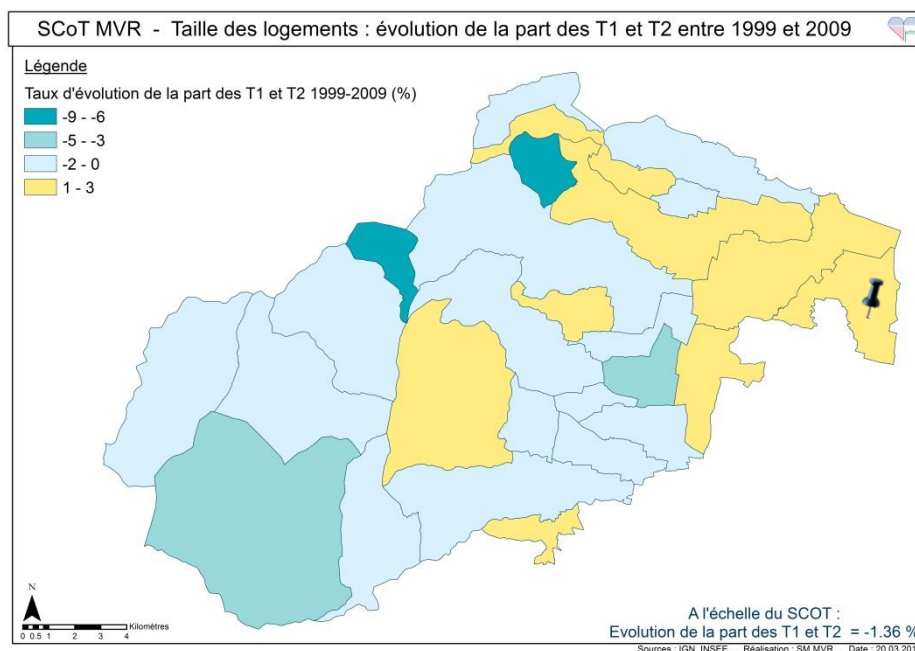 SCoT MVR - Taille des logements : évolution de la part des T1 et T2 entre 1999 et 2009
Légende
Taux d'évolution de la part des T1 et T2 1999-2009 (%)
-9 - -6
-5 - -3
-2 - 0
1 - 3
N
0 0.5 1 2 3 4 Kilomètres
A l'échelle du SCOT :
Evolution de la part des T1 et T2 = -1.36 %
Sources : IGN, INSEE Réalisation : SM MVR Date :